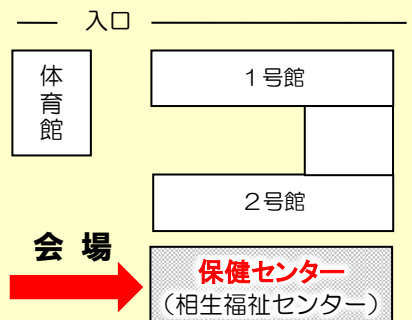 入口
体育館
１号館
２号館
会 場
保健センター
（相生福祉センター）